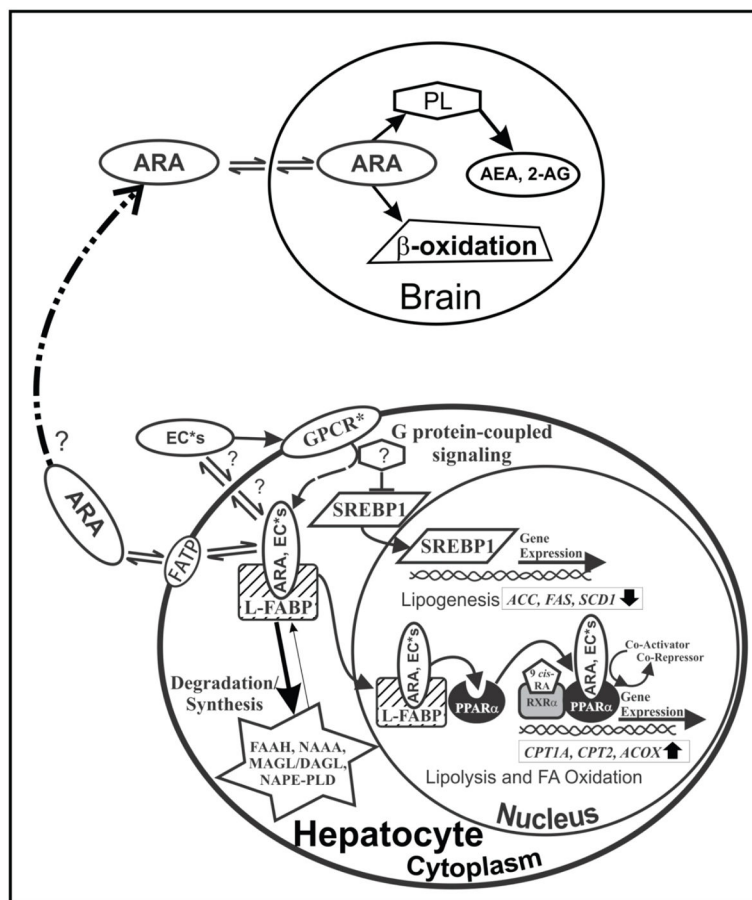 PL
ARA
ARA
AEA, 2-AG
β-oxidation
Brain
?
EC*s
GPCR*
G protein-coupled
signaling
?
?
?
ARA
FATP
ARA, EC*s
L-FABP
SREBP1
SREBP1
Gene
Expression
Lipogenesis
ACC, FAS, SCD1
Degradation/
Synthesis
FAAH, NAAA,
MAGL/DAGL,
NAPE-PLD
ARA, EC*s
L-FABP
PPARα
9 cis-
RA
RXRα
ARA, EC*s
PPARα
Co-Activator
Co-Repressor
Gene
Expression
CPT1A, CPT2, ACOX
Lipolysis and FA Oxidation
Nucleus
Hepatocyte
Cytoplasm